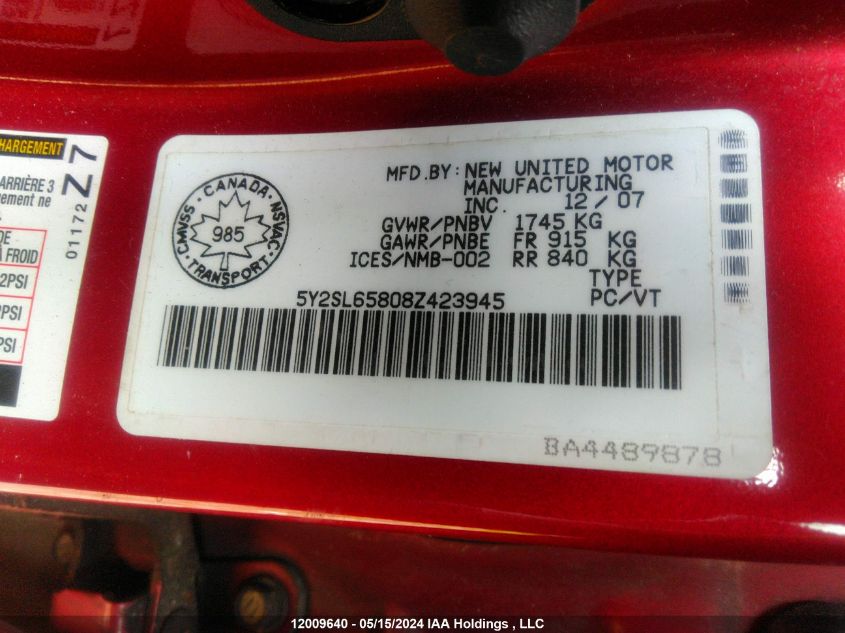 HARGEMENT
ARRIÈRE 3
gement ne
DE
À FROID
2PSI
PSI
PSI
01172
Z7
CANADA · NSVAC · TRANSPORT · CMVSS
985
MFD.BY: NEW UNITED MOTOR
MANUFACTURING
INC. 12/07
GVWR/PNBV 1745 KG
GAWR/PNBE FR 915 KG
ICES/NMB-002 RR 840 KG
TYPE
5Y2SL65808Z423945 PC/VT
BA4489878
12009640 - 05/15/2024 IAA Holdings , LLC